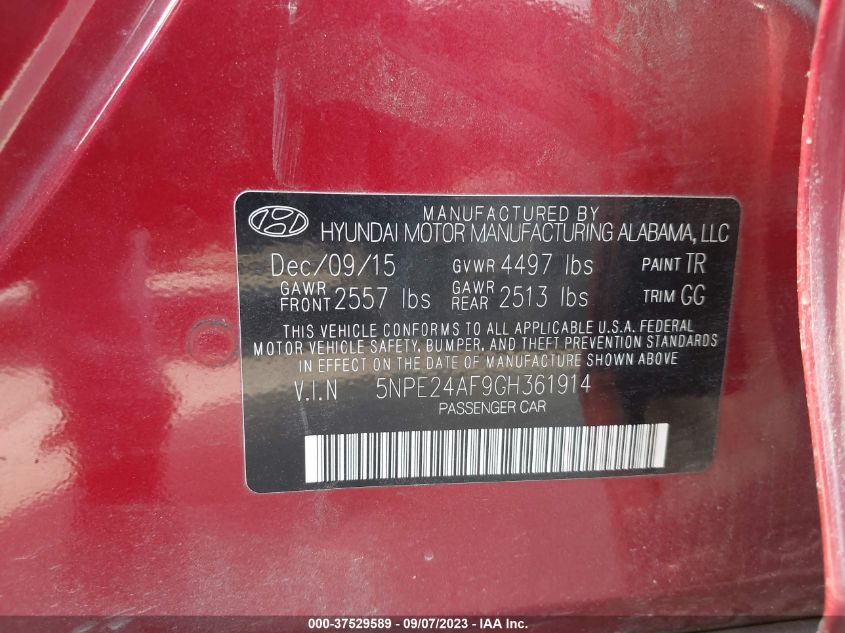 MANUFACTURED BY
HYUNDAI MOTOR MANUFACTURING ALABAMA, LLC
Dec/09/15 GVWR 4497 lbs PAINT TR
GAWR FRONT 2557 lbs GAWR REAR 2513 lbs TRIM GG
THIS VEHICLE CONFORMS TO ALL APPLICABLE U.S.A. FEDERAL
MOTOR VEHICLE SAFETY, BUMPER, AND THEFT PREVENTION STANDARDS
IN EFFECT ON THE DATE OF MANUFACTURE SHOWN ABOVE.
V.I.N 5NPE24AF9GH361914
PASSENGER CAR
000-37529589 - 09/07/2023 - Copyright © 2023 IAA, Inc.